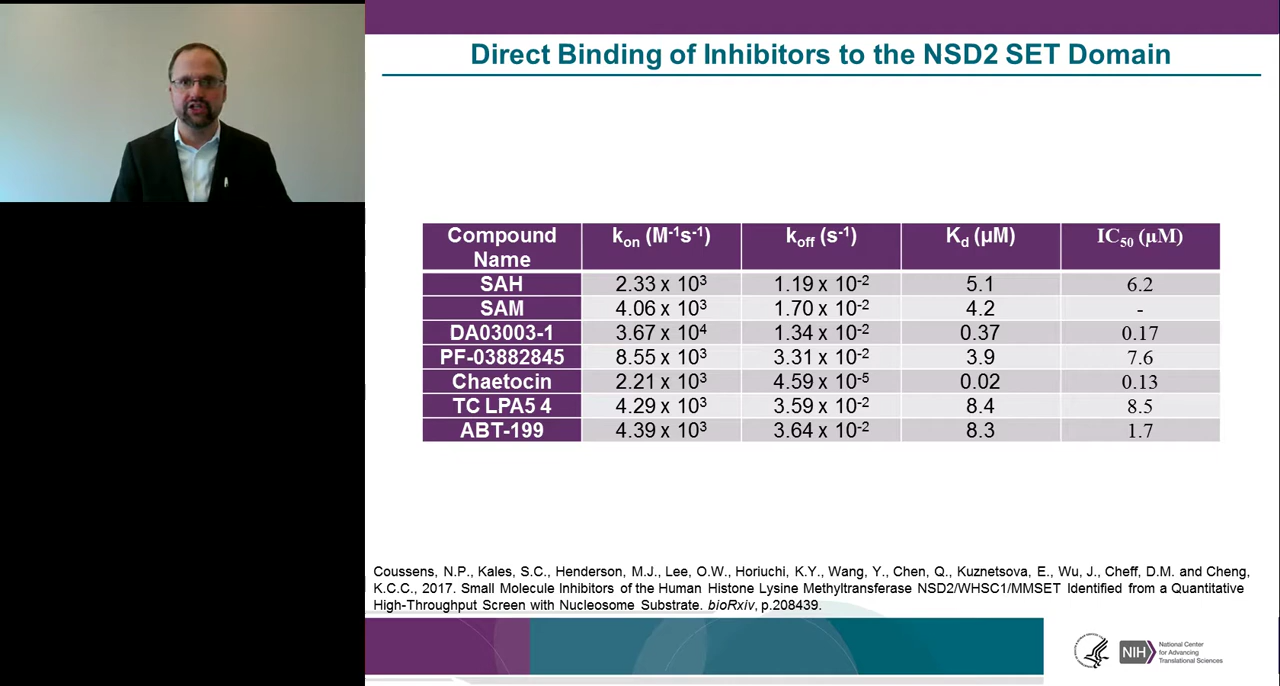 Direct Binding of Inhibitors to the NSD2 SET Domain
Compound Name kon (M-1s-1) koff (s-1) Kd (µM) IC50 (µM)
SAH 2.33 x 10³ 1.19 x 10-² 5.1 6.2
SAM 4.06 x 10³ 1.70 x 10-² 4.2 -
DA03003-1 3.67 x 10⁴ 1.34 x 10-² 0.37 0.17
PF-03882845 8.55 x 10³ 3.31 x 10-² 3.9 7.6
Chaetocin 2.21 x 10³ 4.59 x 10-⁵ 0.02 0.13
TC LPA5 4 4.29 x 10³ 3.59 x 10-² 8.4 8.5
ABT-199 4.39 x 10³ 3.64 x 10-² 8.3 1.7
Coussens, N.P., Kales, S.C., Henderson, M.J., Lee, O.W., Horiuchi, K.Y., Wang, Y., Chen, Q., Kuznetsova, E., Wu, J., Cheff, D.M. and Cheng,
K.C.C., 2017. Small Molecule Inhibitors of the Human Histone Lysine Methyltransferase NSD2/WHSC1/MMSET Identified from a Quantitative
High-Throughput Screen with Nucleosome Substrate. bioRxiv, p.208439.
NIH
National Center
for Advancing
Translational Sciences